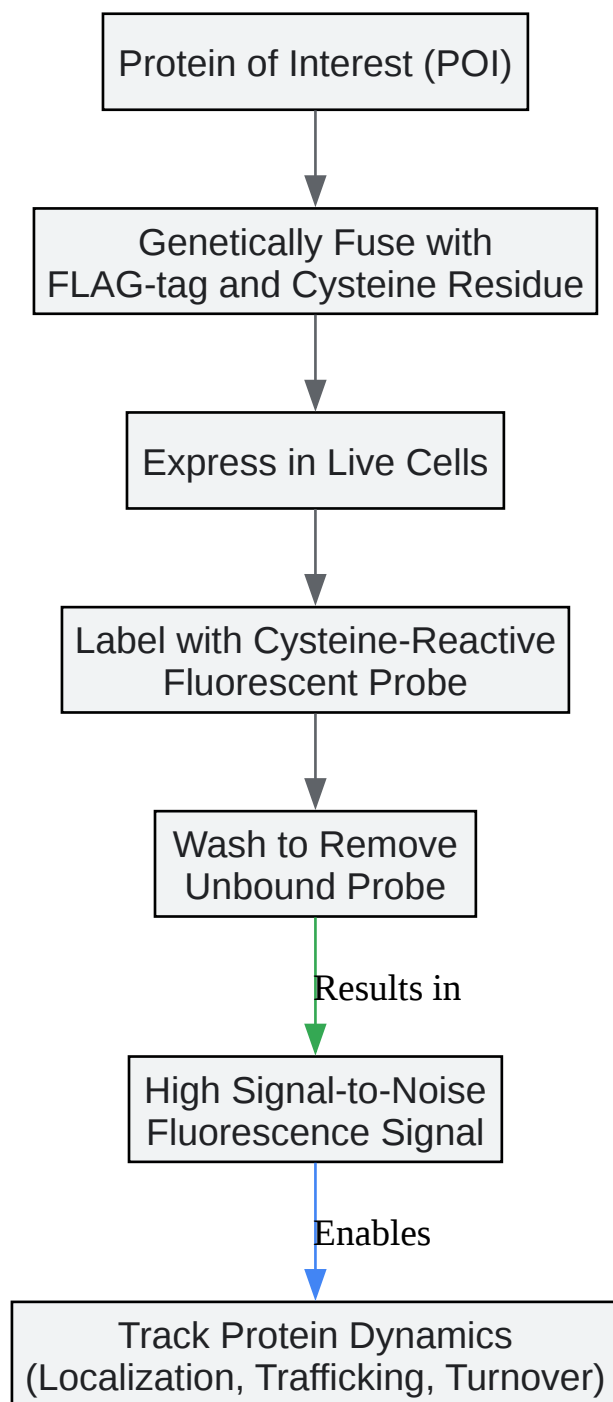 Protein of Interest (POI)
Genetically Fuse with
FLAG-tag and Cysteine Residue
Express in Live Cells
Label with Cysteine-Reactive
Fluorescent Probe
Wash to Remove
Unbound Probe
Results in
High Signal-to-Noise
Fluorescence Signal
Enables
Track Protein Dynamics
(Localization, Trafficking, Turnover)